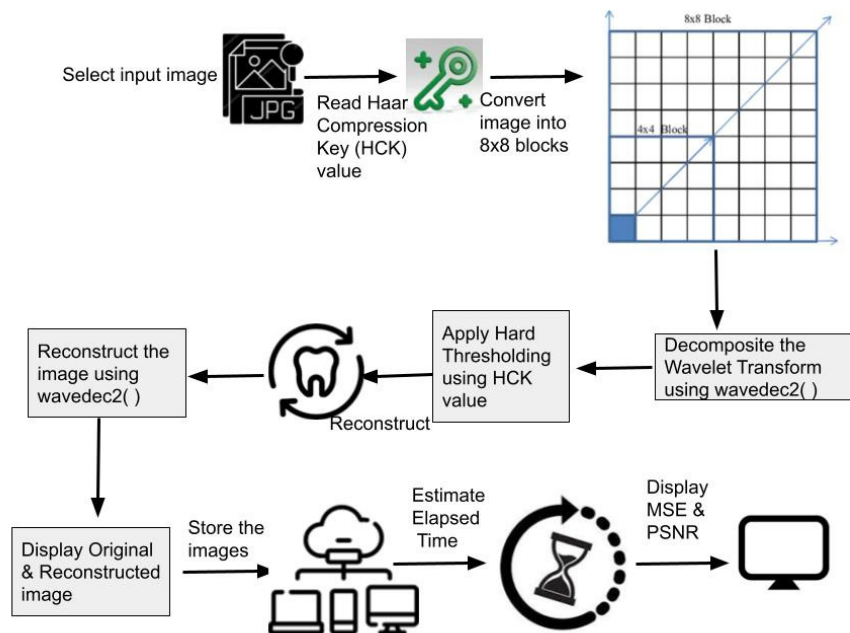 8x8 Block
Select input image
JPG
Read Haar
Compression
Key (HCK)
value
Convert
image into
8x8 blocks
4x4 Block
Reconstruct the
image using
wavedec2( )
Reconstruct
Apply Hard
Thresholding
using HCK
value
Decomposite the
Wavelet Transform
using wavedec2( )
Display Original
& Reconstructed
image
Store the
images
Estimate
Elapsed
Time
Display
MSE &
PSNR